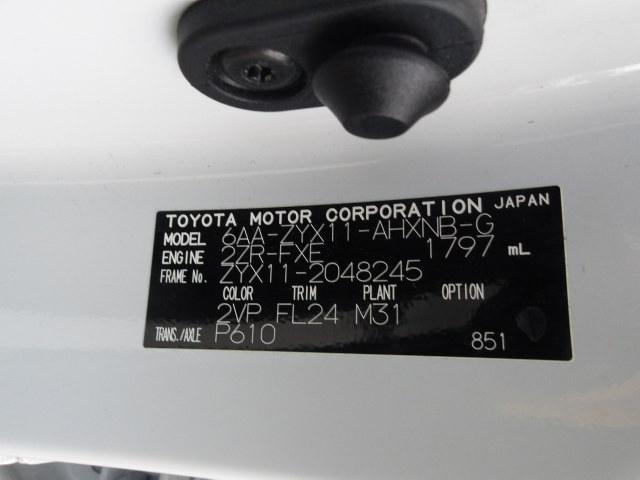 TOYOTA MOTOR CORPORATION JAPAN
MODEL 6AA-ZYX11-AHXNB-G
ENGINE 2ZR-FXE 1797 mL
FRAME No. ZYX11-2048245
COLOR TRIM PLANT OPTION
2VP FL24 M31
TRANS./AXLE P610 851